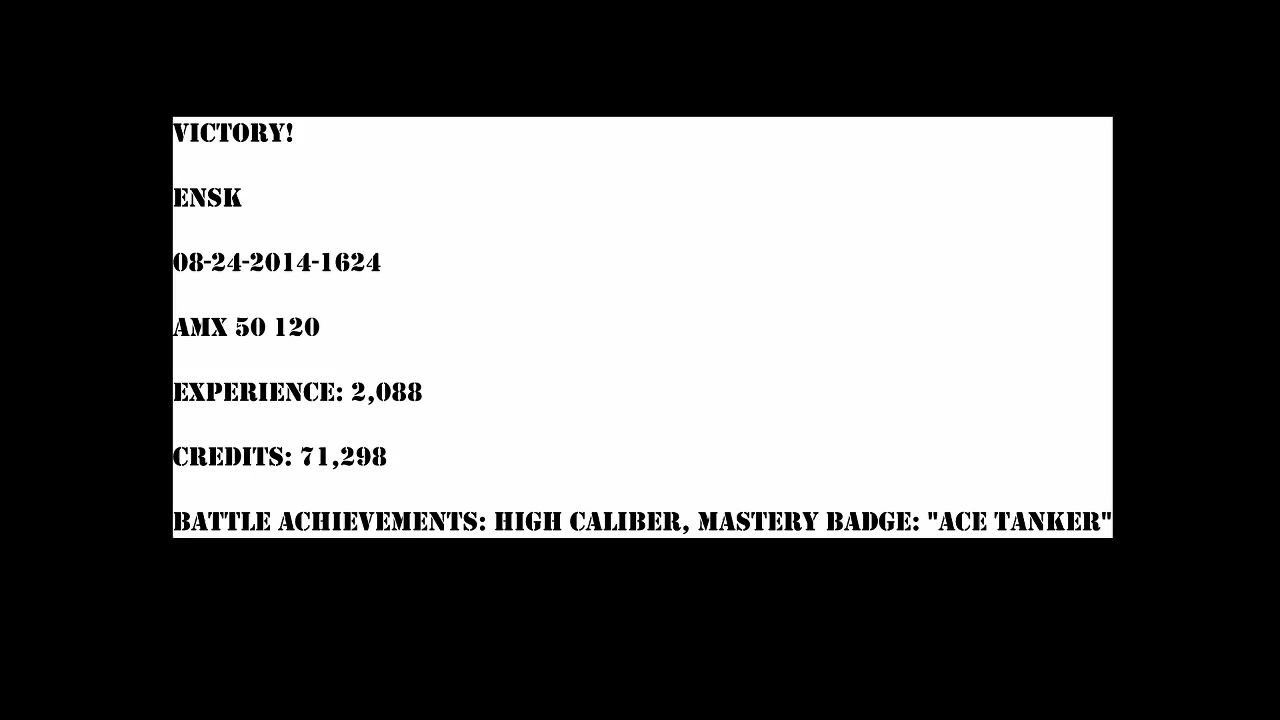 VICTORY!
ENSK
08-24-2014-1624
AMX 50 120
EXPERIENCE: 2,088
CREDITS: 71,298
BATTLE ACHIEVEMENTS: HIGH CALIBER, MASTERY BADGE: "ACE TANKER"